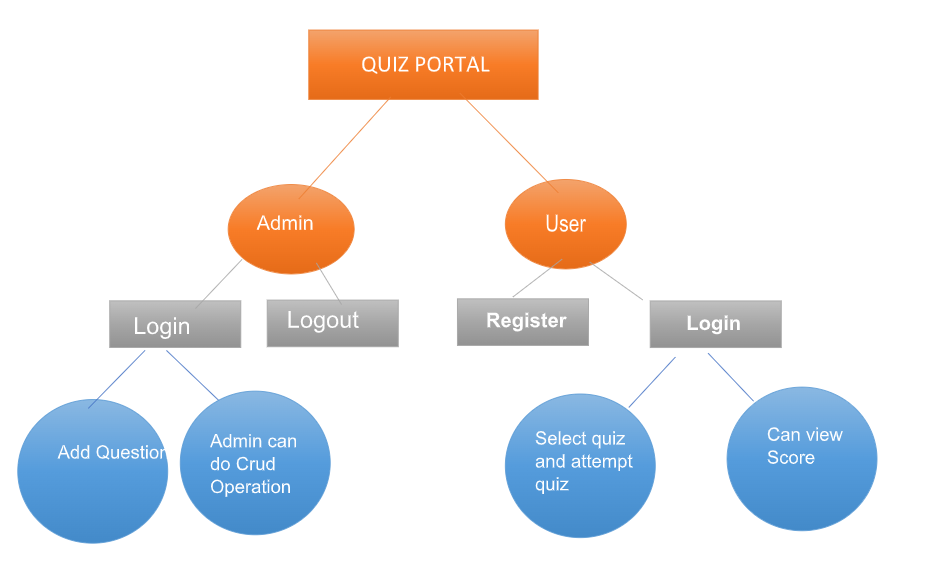 QUIZ PORTAL
Admin
User
Login
Logout
Register
Login
Add Question
Admin can
do Crud
Operation
Select quiz
and attempt
quiz
Can view
Score